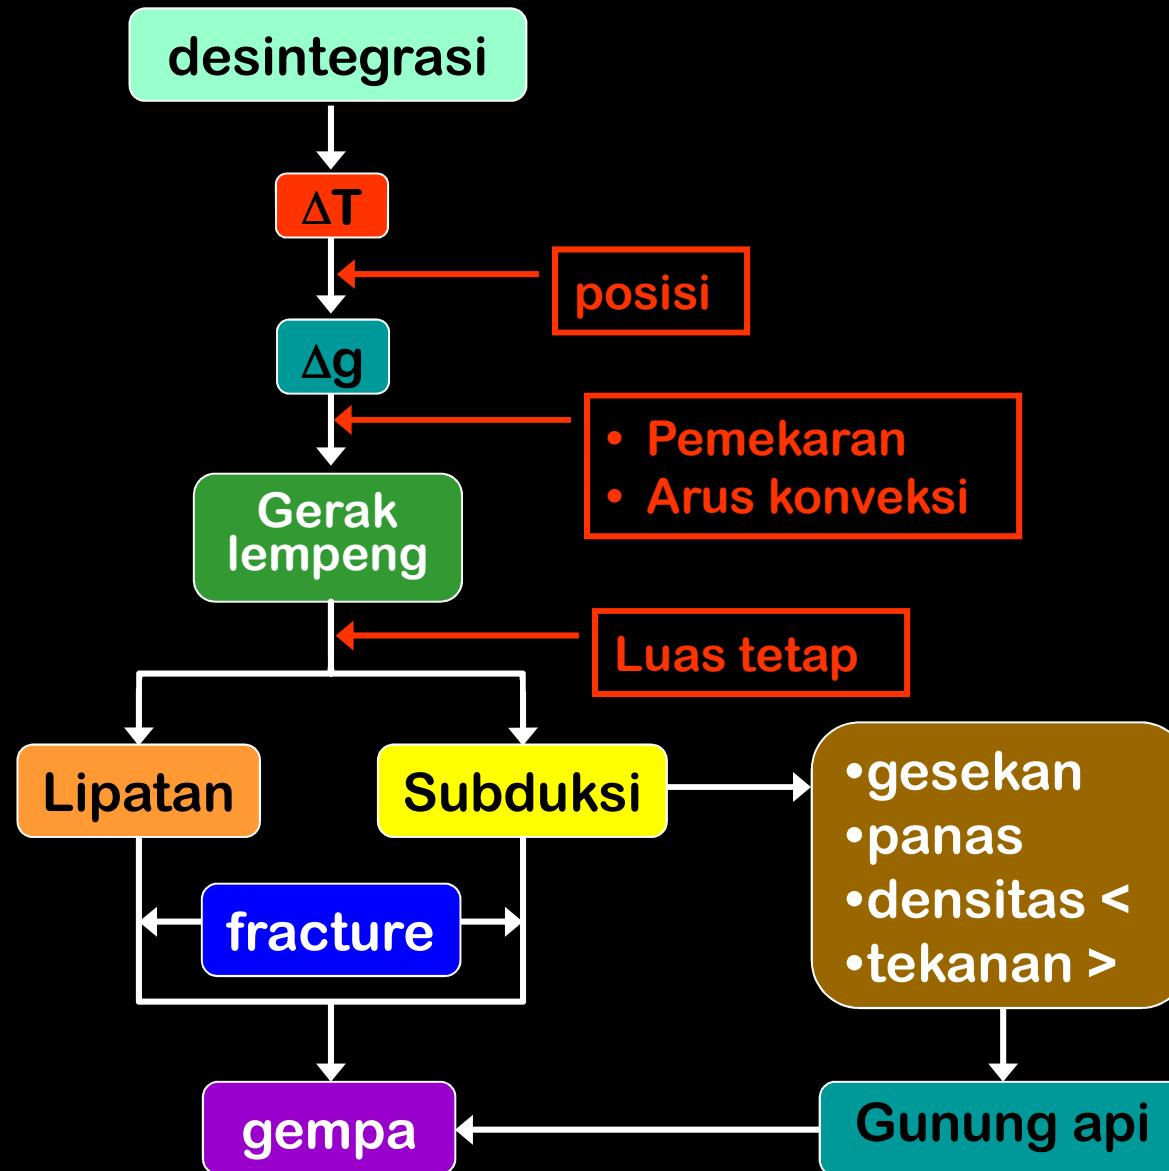 desintegrasi
ΔT
posisi
Δg
• Pemekaran
• Arus konveksi
Gerak
lempeng
Luas tetap
Lipatan
Subduksi
•gesekan
•panas
•densitas <
•tekanan >
fracture
gempa
Gunung api